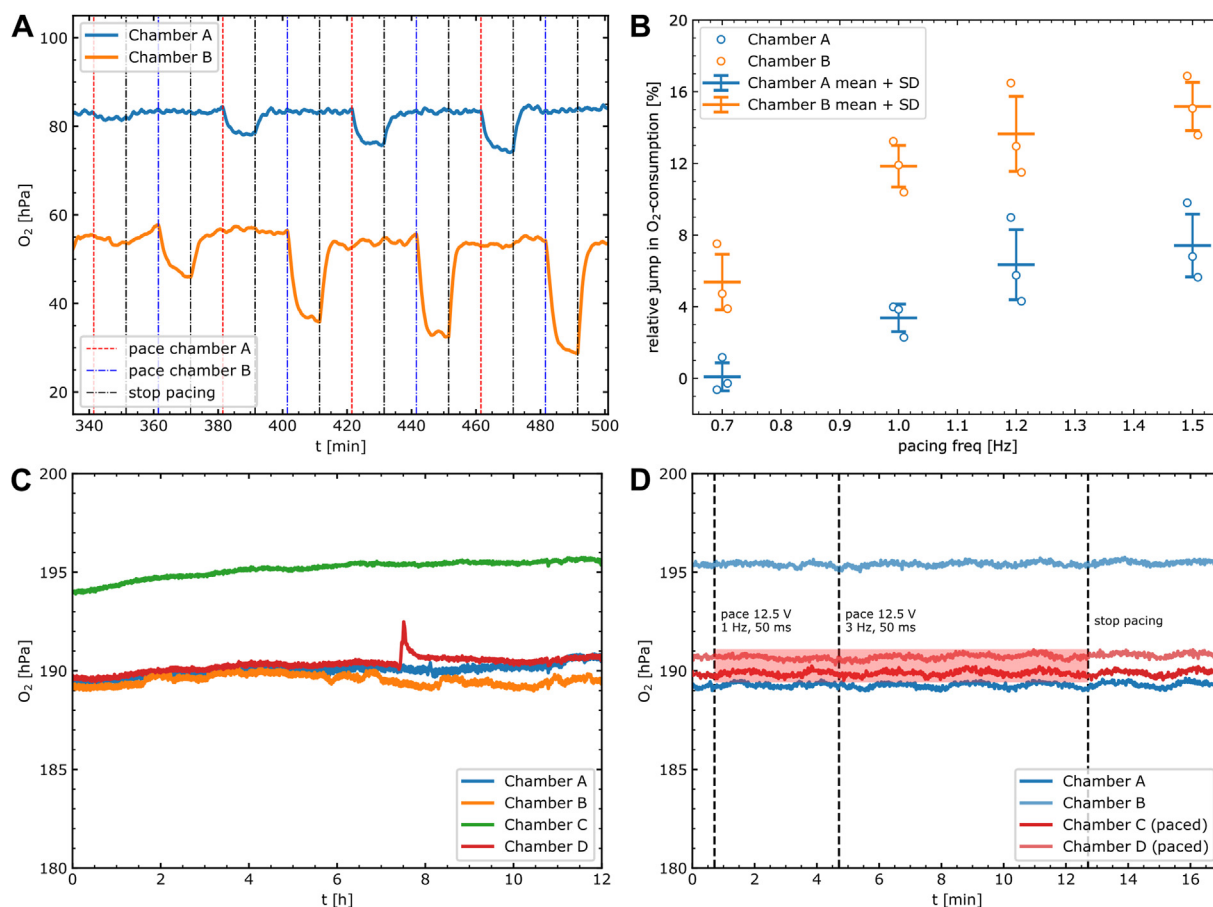 A
Chamber A
Chamber B
pace chamber A
pace chamber B
stop pacing
O₂ [hPa]
100
80
60
40
20
340 360 380 400 420 440 460 480 500
t [min]
B
Chamber A
Chamber B
Chamber A mean + SD
Chamber B mean + SD
relative jump in O₂-consumption [%]
20
16
12
8
4
0
0.7 0.8 0.9 1.0 1.1 1.2 1.3 1.4 1.5
pacing freq [Hz]
C
O₂ [hPa]
200
195
190
185
180
Chamber A
Chamber B
Chamber C
Chamber D
0 2 4 6 8 10 12
t [h]
D
O₂ [hPa]
200
195
190
185
180
pace 12.5 V
1 Hz, 50 ms
pace 12.5 V
3 Hz, 50 ms
stop pacing
Chamber A
Chamber B
Chamber C (paced)
Chamber D (paced)
0 2 4 6 8 10 12 14 16
t [min]